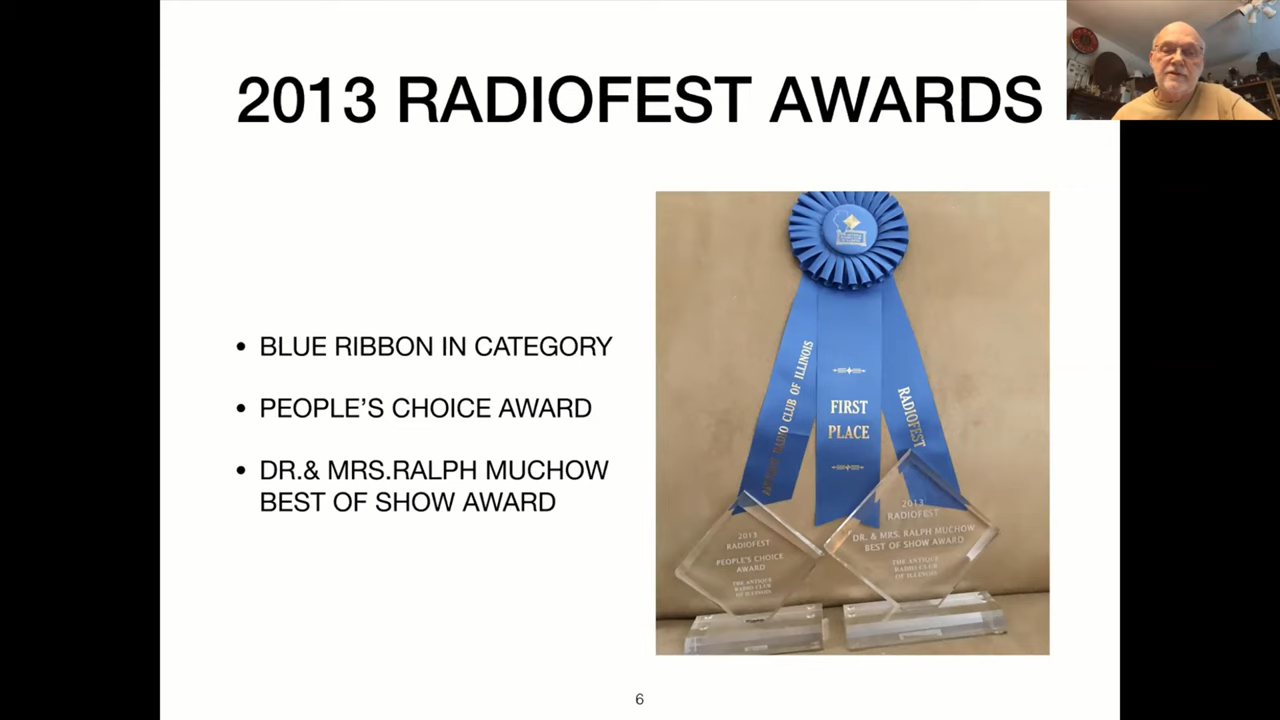 2013 RADIOFEST AWARDS
• BLUE RIBBON IN CATEGORY
• PEOPLE'S CHOICE AWARD
• DR.& MRS.RALPH MUCHOW
BEST OF SHOW AWARD
ANTIQUE RADIO CLUB OF ILLINOIS
FIRST
PLACE
RADIOFEST
2013
RADIOFEST
PEOPLE'S CHOICE
AWARD
THE ANTIQUE
RADIO CLUB
OF ILLINOIS
2013
RADIOFEST
DR. & MRS. RALPH MUCHOW
BEST OF SHOW AWARD
THE ANTIQUE
RADIO CLUB
OF ILLINOIS
6